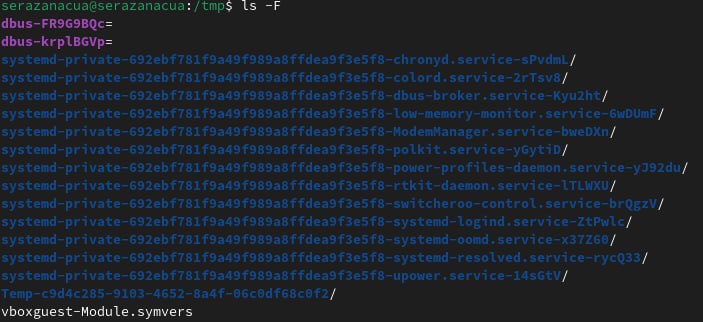 serazanacua@serazanacua:/tmp$ ls -F
dbus-FR9G9BQc=
dbus-krplBGVp=
systemd-private-692ebf781f9a49f989a8ffdea9f3e5f8-chronyd.service-sPvdmL/
systemd-private-692ebf781f9a49f989a8ffdea9f3e5f8-colord.service-2rTsv8/
systemd-private-692ebf781f9a49f989a8ffdea9f3e5f8-dbus-broker.service-Kyu2ht/
systemd-private-692ebf781f9a49f989a8ffdea9f3e5f8-low-memory-monitor.service-6wDUmF/
systemd-private-692ebf781f9a49f989a8ffdea9f3e5f8-ModemManager.service-bweDXn/
systemd-private-692ebf781f9a49f989a8ffdea9f3e5f8-polkit.service-yGytiD/
systemd-private-692ebf781f9a49f989a8ffdea9f3e5f8-power-profiles-daemon.service-yJ92du/
systemd-private-692ebf781f9a49f989a8ffdea9f3e5f8-rtkit-daemon.service-lTLWXU/
systemd-private-692ebf781f9a49f989a8ffdea9f3e5f8-switcheroo-control.service-brQgzV/
systemd-private-692ebf781f9a49f989a8ffdea9f3e5f8-systemd-logind.service-ZtPwlc/
systemd-private-692ebf781f9a49f989a8ffdea9f3e5f8-systemd-oomd.service-x37Z60/
systemd-private-692ebf781f9a49f989a8ffdea9f3e5f8-systemd-resolved.service-rycQ33/
systemd-private-692ebf781f9a49f989a8ffdea9f3e5f8-upower.service-14sGtV/
Temp-c9d4c285-9103-4652-8a4f-06c0df68c0f2/
vboxguest-Module.symvers